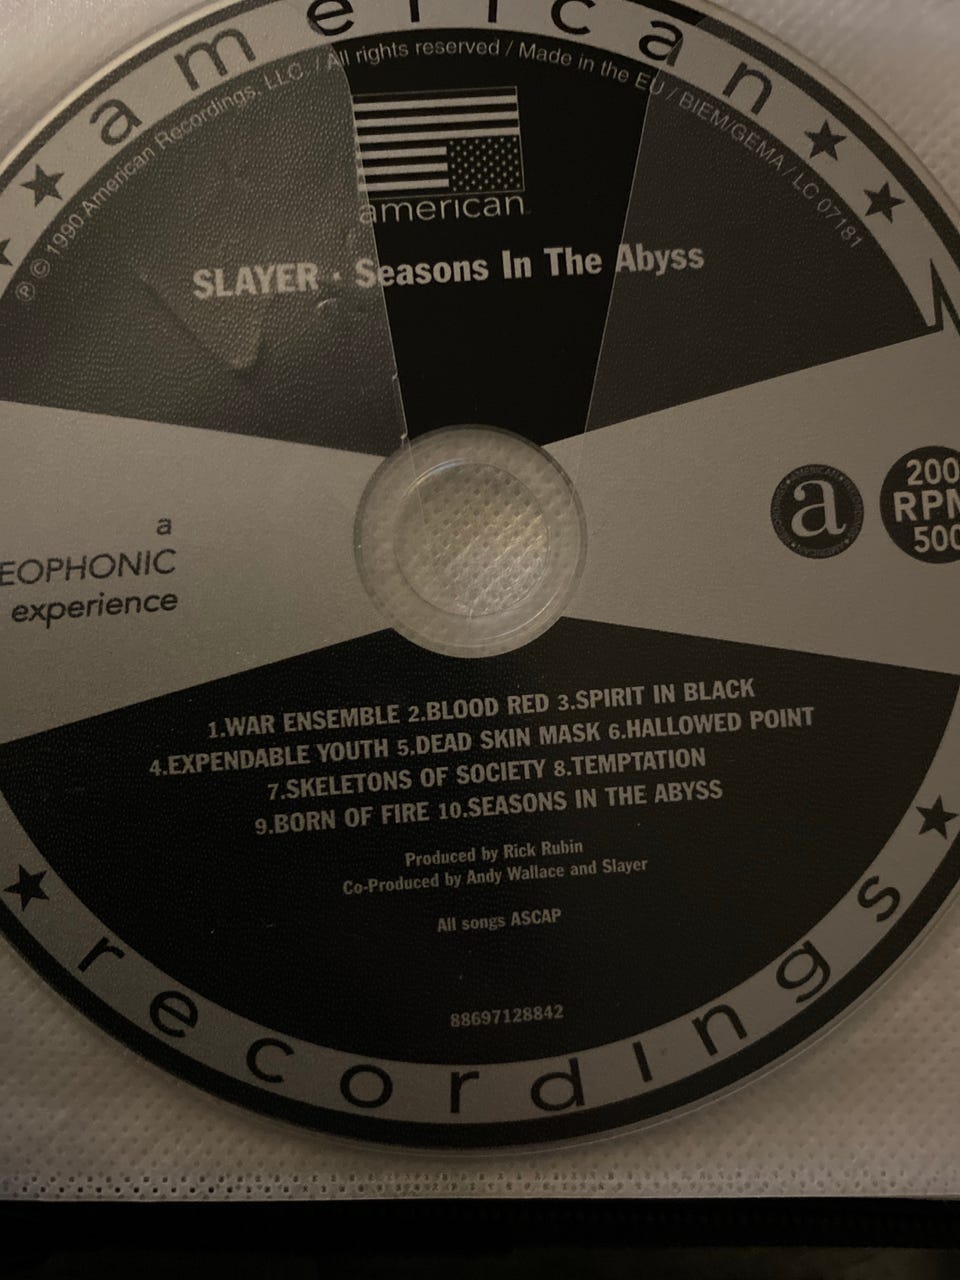 american
℗ © 1990 American Recordings, LLC / All rights reserved / Made in the EU / BIEM/GEMA / LC 07181
american
SLAYER · Seasons In The Abyss
a
EOPHONIC
experience
a
200
RPM
500
1.WAR ENSEMBLE 2.BLOOD RED 3.SPIRIT IN BLACK
4.EXPENDABLE YOUTH 5.DEAD SKIN MASK 6.HALLOWED POINT
7.SKELETONS OF SOCIETY 8.TEMPTATION
9.BORN OF FIRE 10.SEASONS IN THE ABYSS
Produced by Rick Rubin
Co-Produced by Andy Wallace and Slayer
All songs ASCAP
88697128842
recordings